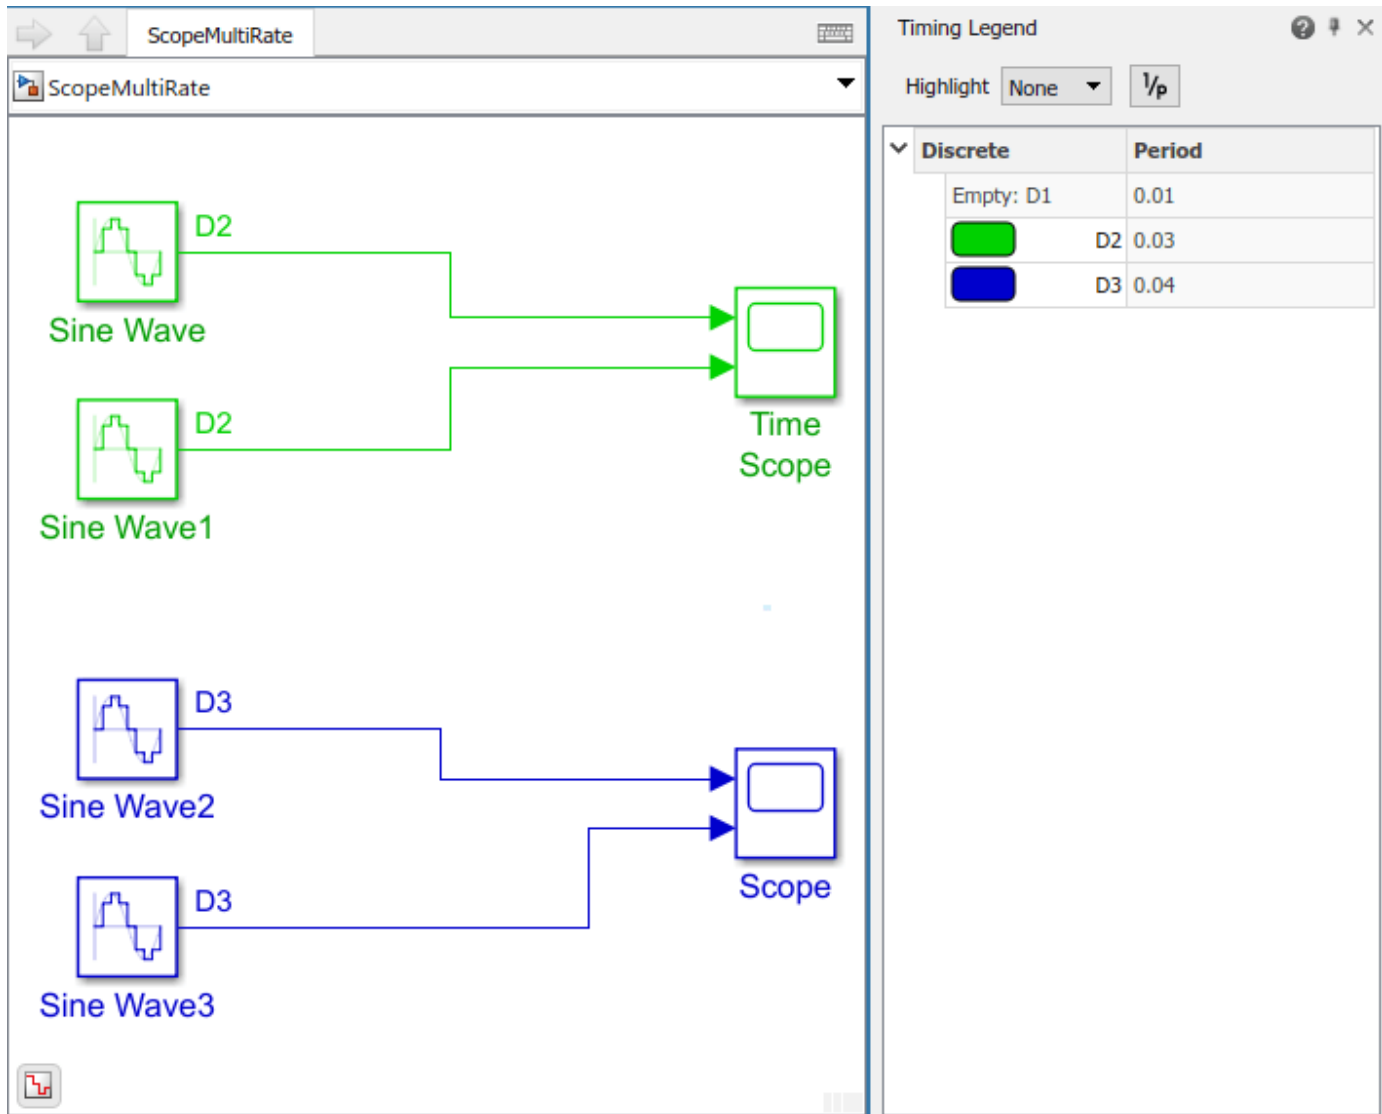 ScopeMultiRate
ScopeMultiRate
D2
Sine Wave
D2
Sine Wave1
Time
Scope
D3
Sine Wave2
D3
Sine Wave3
Scope
Timing Legend
Highlight None 1/p
Discrete Period
Empty: D1 0.01
D2 0.03
D3 0.04